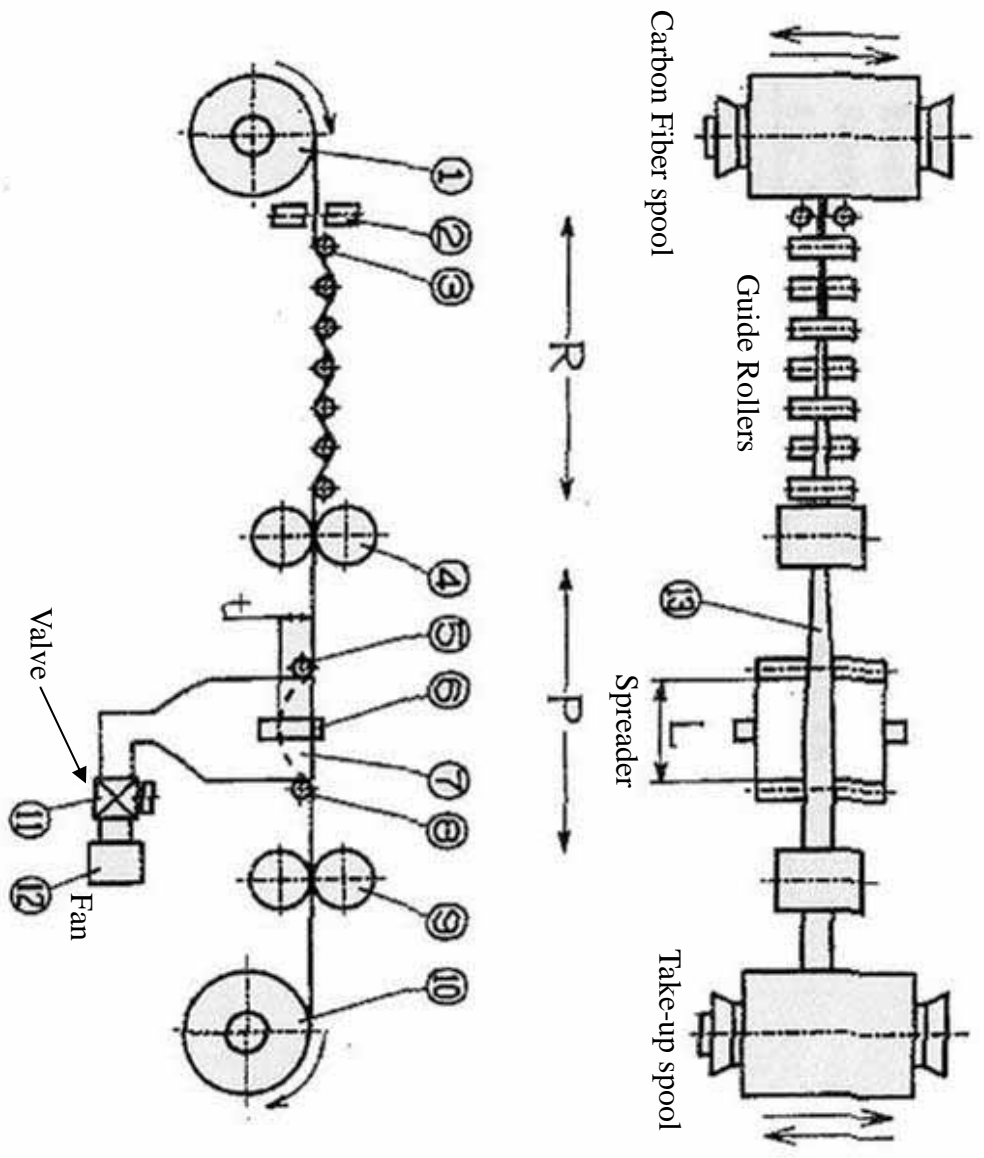 Carbon Fiber spool
Guide Rollers
13
L
Spreader
Take-up spool
R
P
1
2
3
4
5
6
7
8
9
10
t
Valve
11
12
Fan